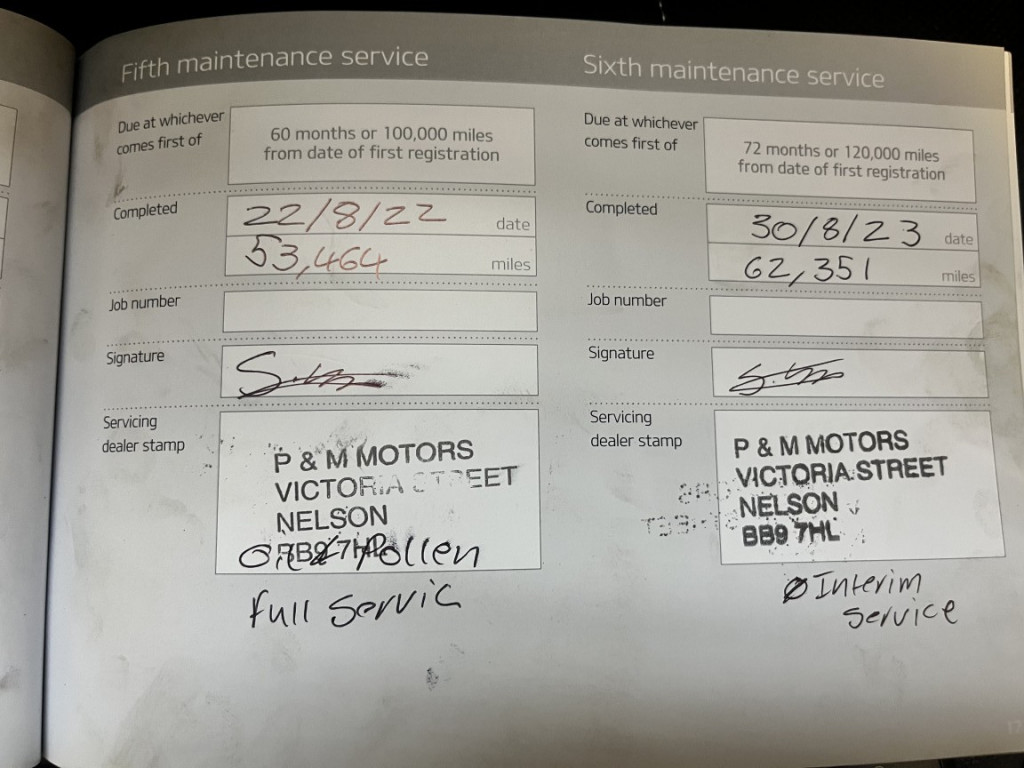 Fifth maintenance service
Due at whichever
comes first of
60 months or 100,000 miles
from date of first registration
Completed
22/8/22 date
53,464 miles
Job number
Signature
Servicing
dealer stamp
P & M MOTORS
VICTORIA STREET
NELSON
BB9 7HL
Pollen
Full Servic
Sixth maintenance service
Due at whichever
comes first of
72 months or 120,000 miles
from date of first registration
Completed
30/8/23 date
62,351 miles
Job number
Signature
Servicing
dealer stamp
P & M MOTORS
VICTORIA STREET
NELSON
BB9 7HL
Interim
Service